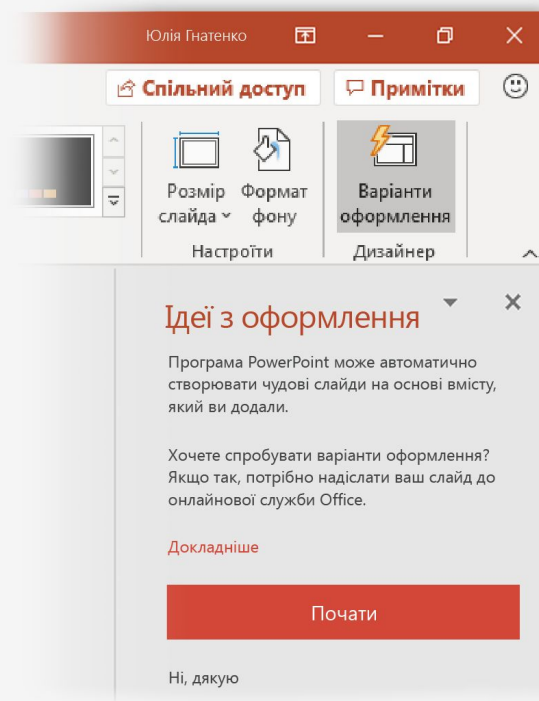 Юлія Гнатенко
Спільний доступ
Примітки
Розмір
слайда
Формат
фону
Варіанти
оформлення
Настроїти
Дизайнер
Ідеї з оформлення
Програма PowerPoint може автоматично
створювати чудові слайди на основі вмісту,
який ви додали.
Хочете спробувати варіанти оформлення?
Якщо так, потрібно надіслати ваш слайд до
онлайнової служби Office.
Докладніше
Почати
Ні, дякую